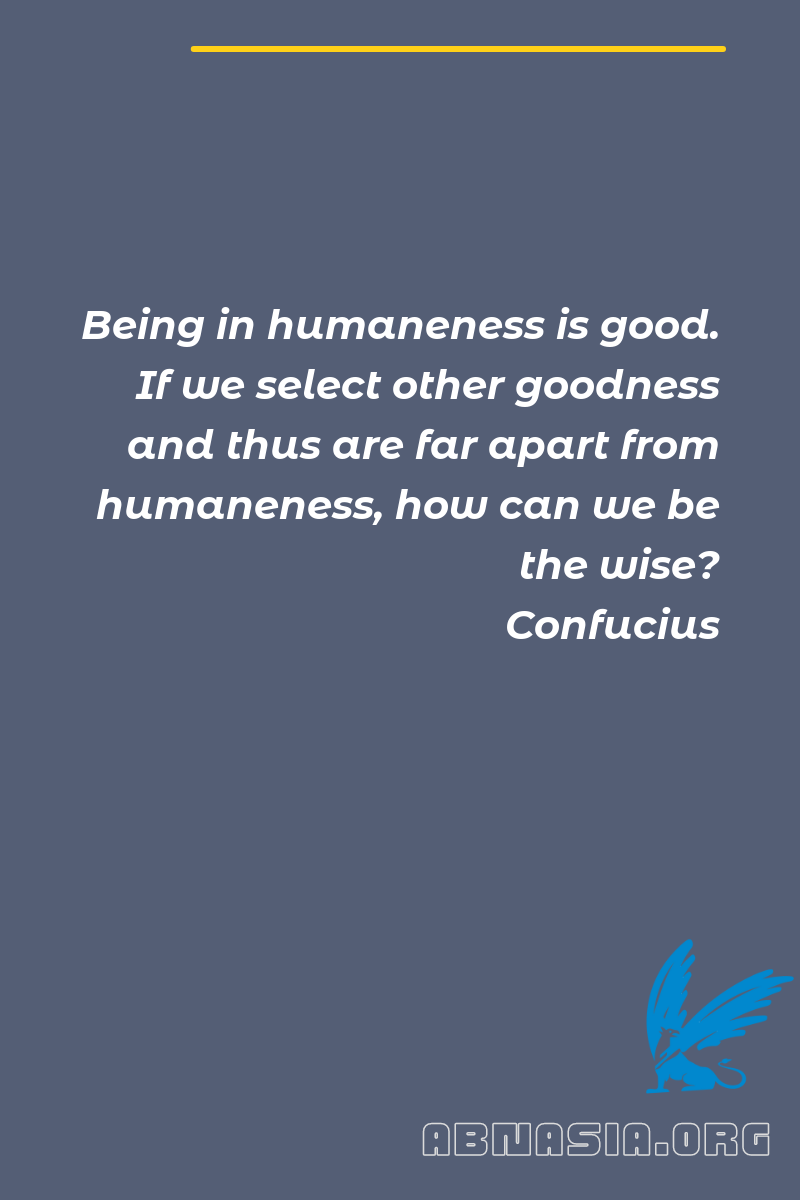 Being in humaneness is good.
If we select other goodness
and thus are far apart from
humaneness, how can we be
the wise?
Confucius
ABNASIA.ORG